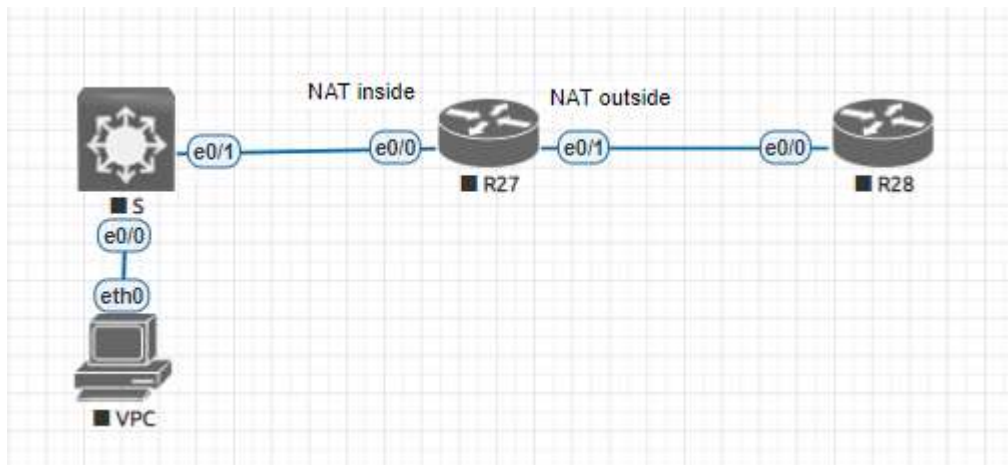 NAT inside
NAT outside
e0/1
e0/0
e0/1
e0/0
S
R27
R28
e0/0
eth0
VPC